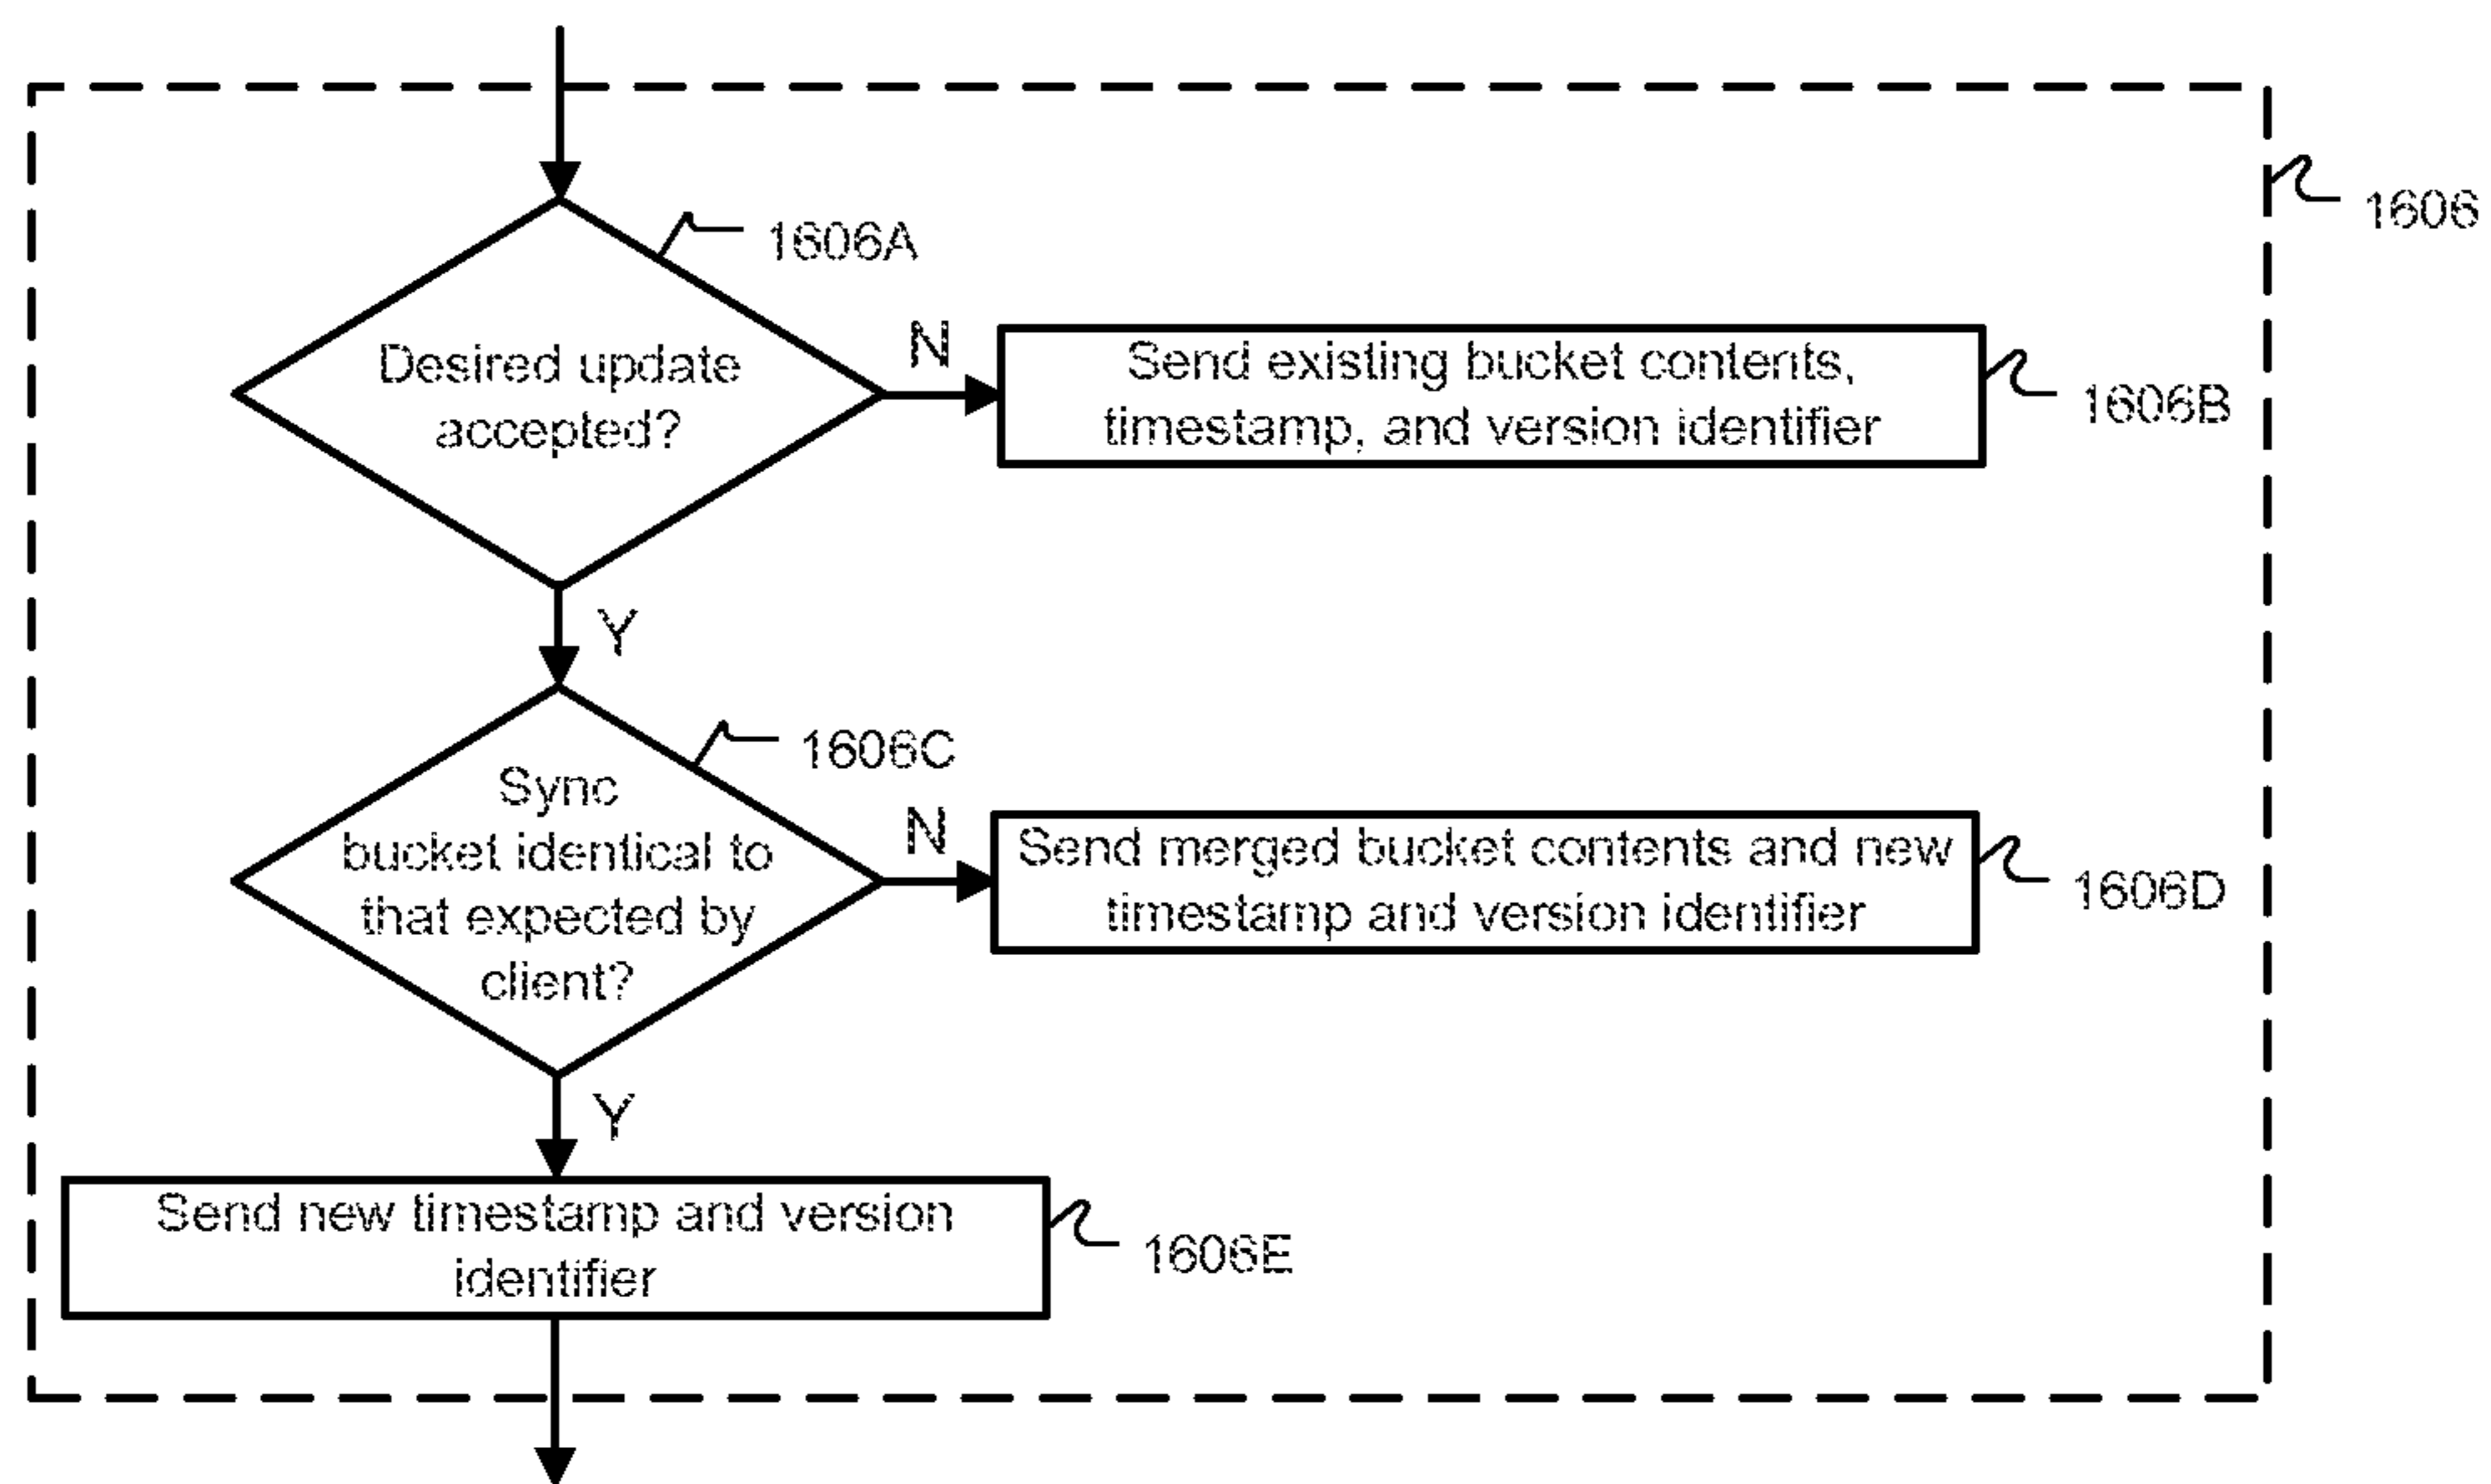 1606
1606A
Desired update
accepted?
N
Send existing bucket contents,
timestamp, and version identifier
1606B
Y
1606C
Sync
bucket identical to
that expected by
client?
N
Send merged bucket contents and new
timestamp and version identifier
1606D
Y
Send new timestamp and version
identifier
1606E